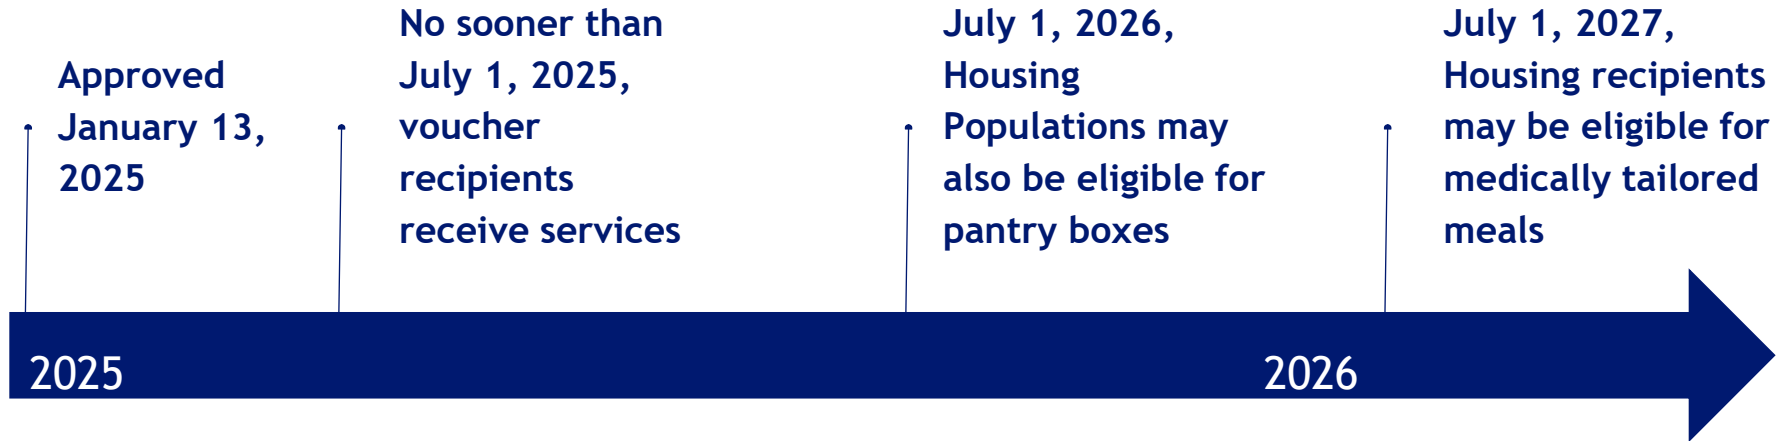 Approved
January 13,
2025
No sooner than
July 1, 2025,
voucher
recipients
receive services
July 1, 2026,
Housing
Populations may
also be eligible for
pantry boxes
July 1, 2027,
Housing recipients
may be eligible for
medically tailored
meals
2025
2026